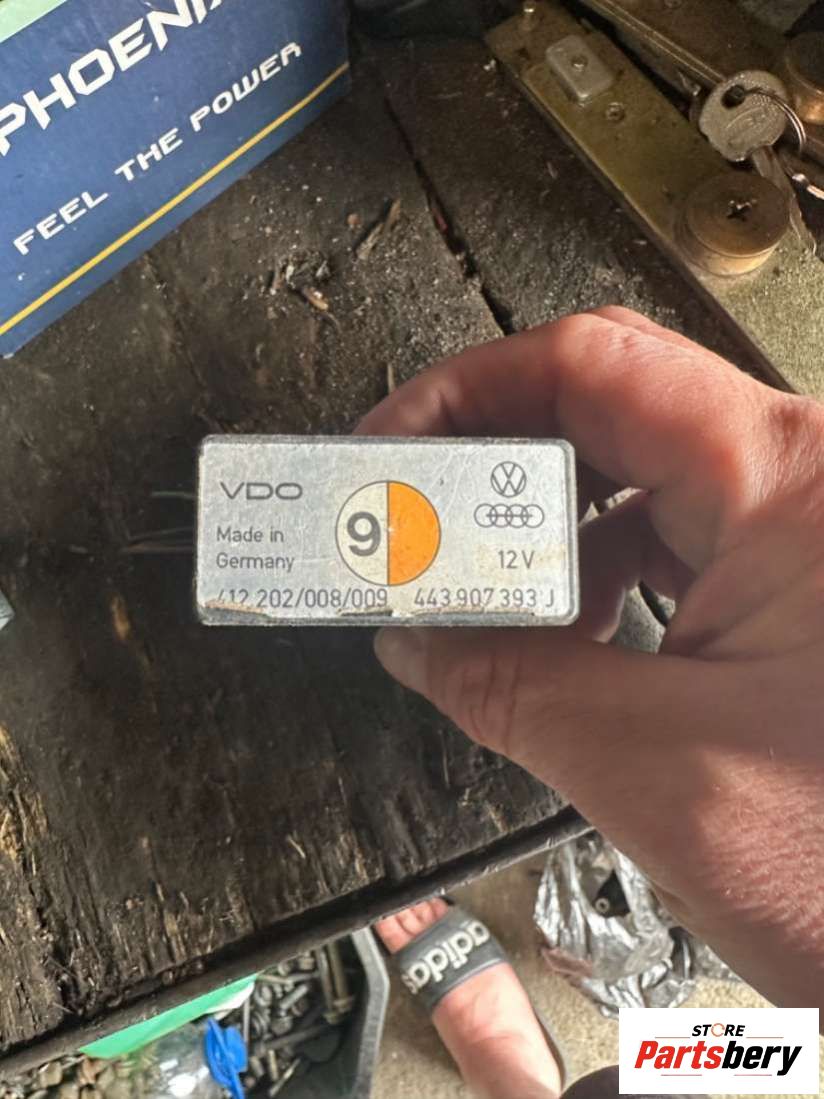 PHOENIX
FEEL THE POWER
VDO
Made in
Germany
9
12 V
412 202/008/009 443 907 393 J
adidas
STORE
Partsbery